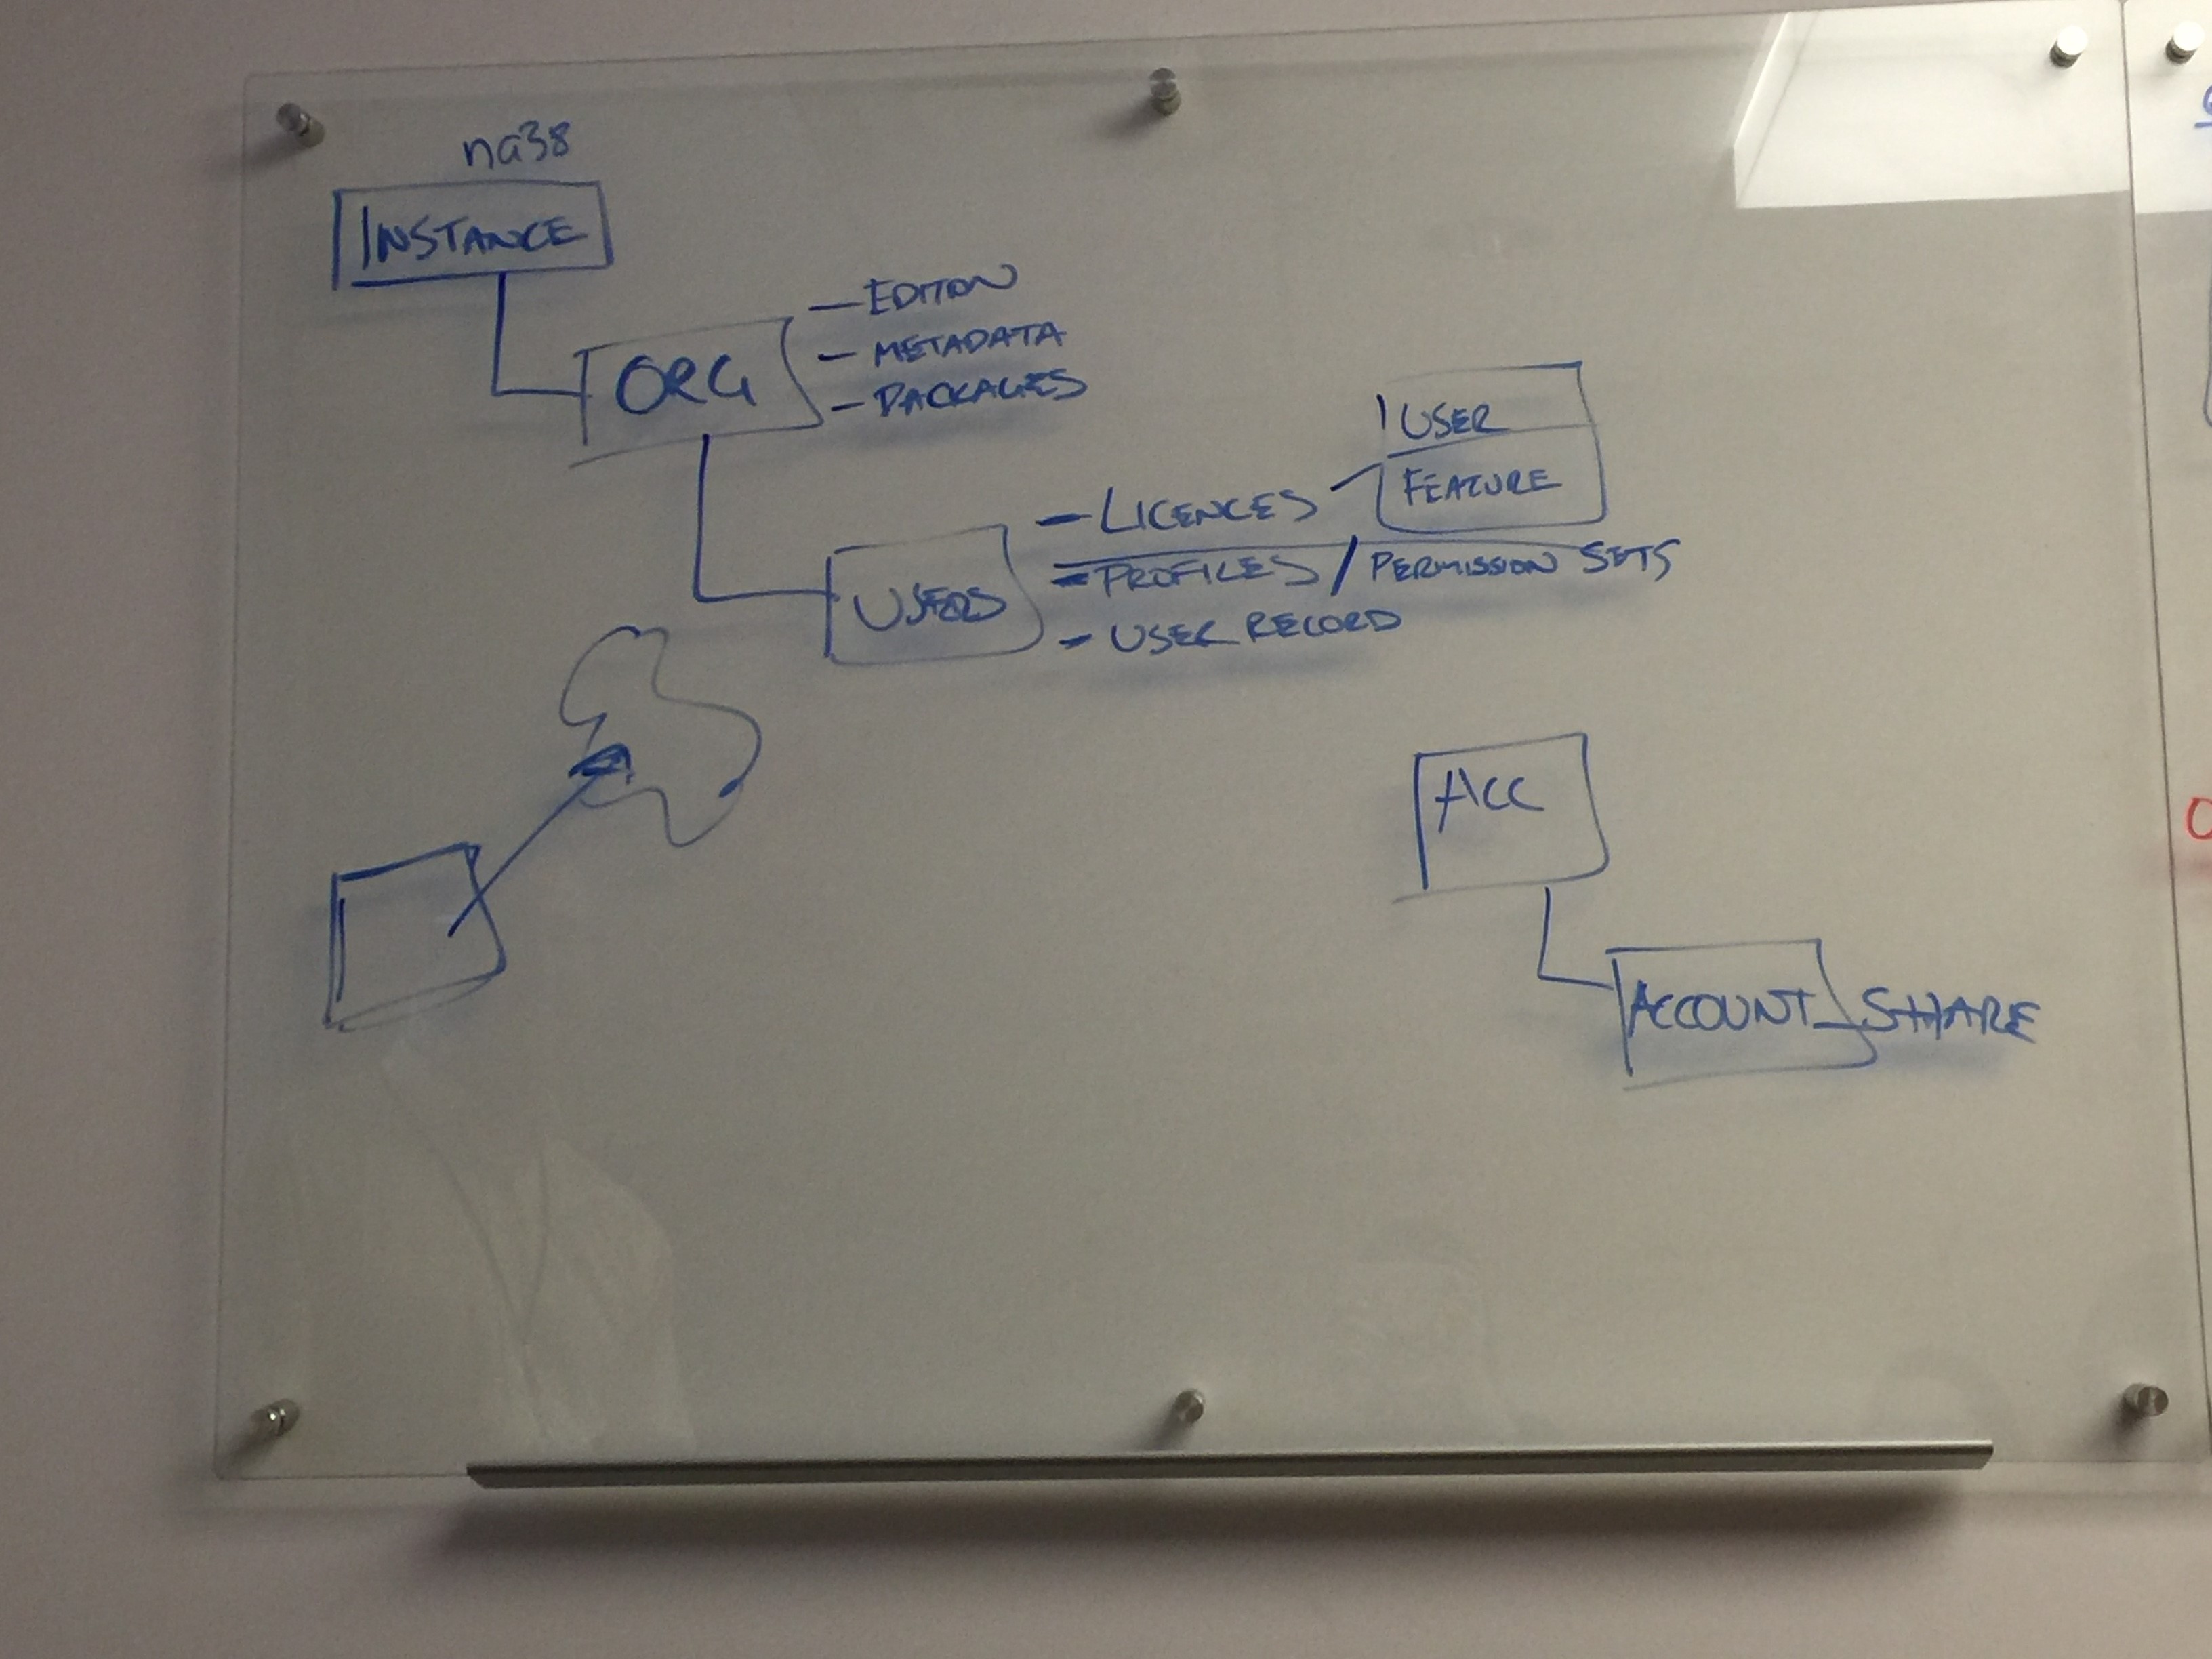 na38
INSTANCE
ORG
- EDITION
- METADATA
- PACKAGES
USERS
- LICENCES
USER
FEATURE
- PROFILES / PERMISSION SETS
- USER RECORD
ACC
ACCOUNT_SHARE